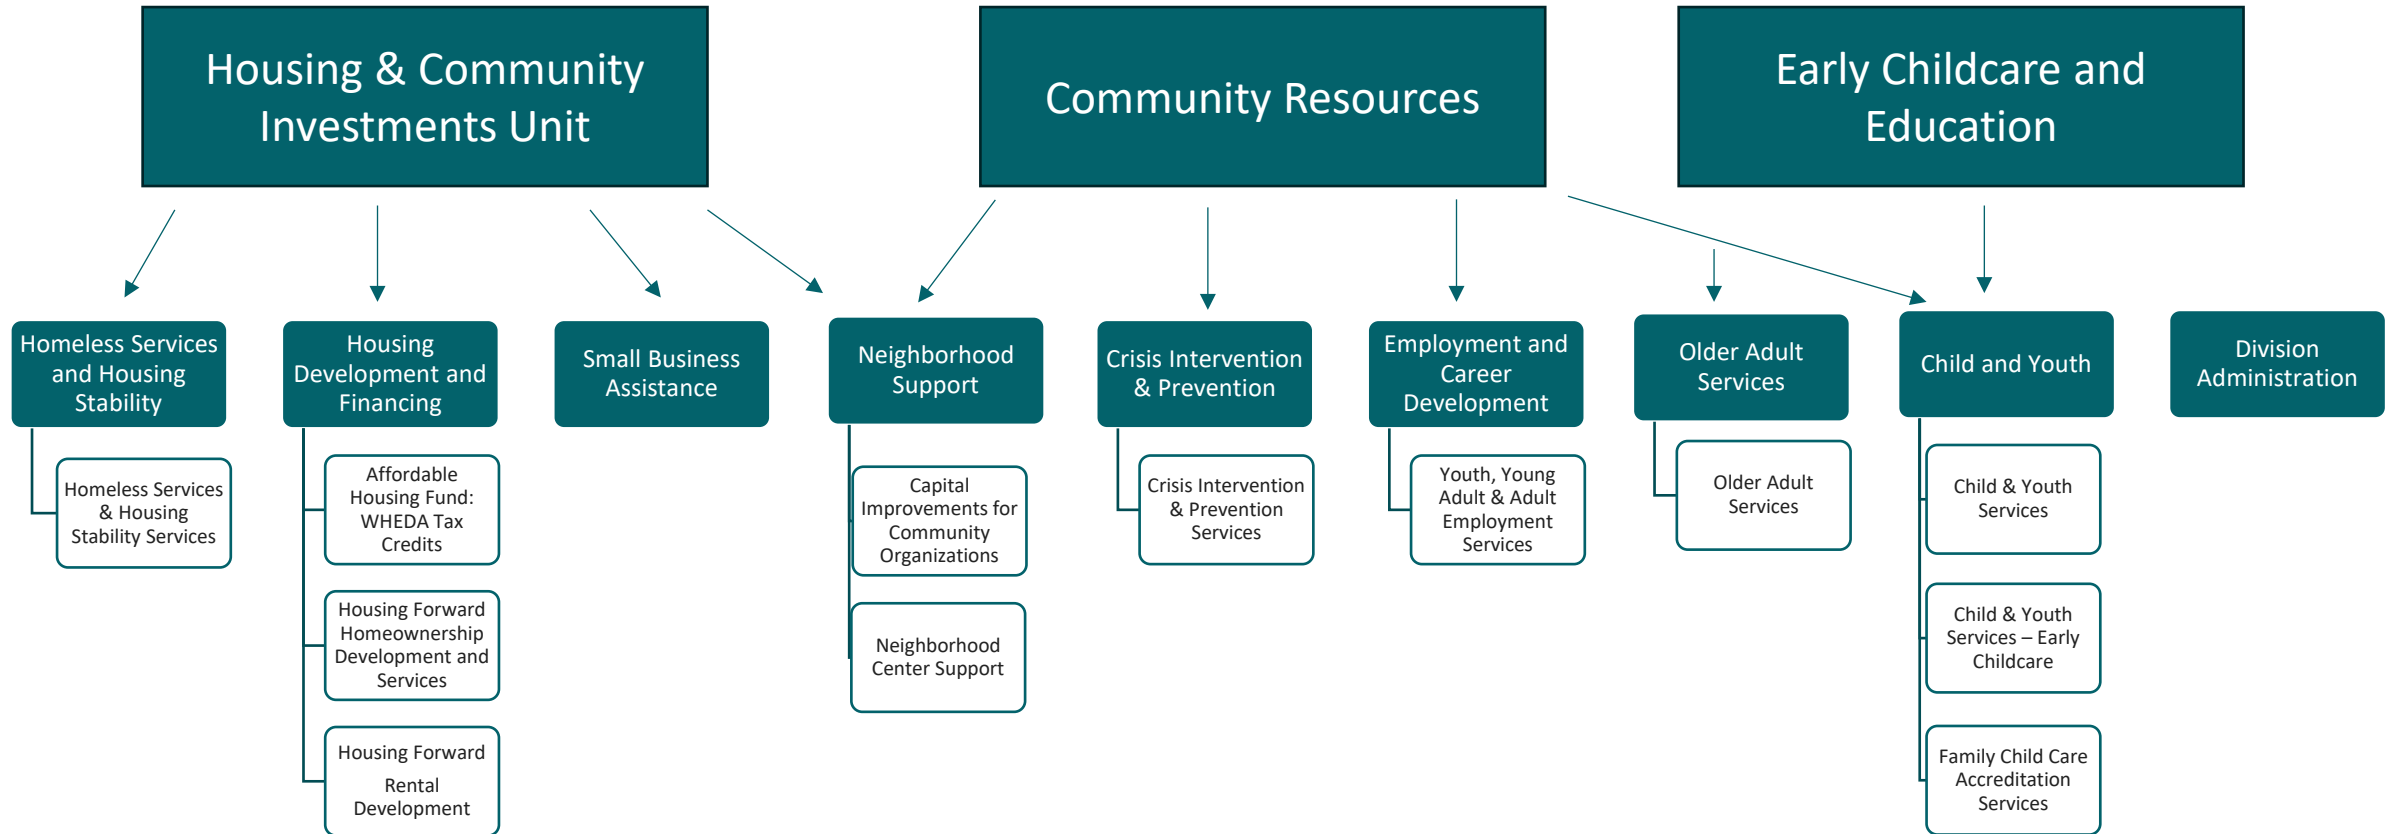 Housing & Community
Investments Unit
Community Resources
Early Childcare and
Education
Homeless Services
and Housing
Stability
Housing
Development and
Financing
Small Business
Assistance
Neighborhood
Support
Crisis Intervention
& Prevention
Employment and
Career
Development
Older Adult
Services
Child and Youth
Division
Administration
Homeless Services
& Housing
Stability Services
Affordable
Housing Fund:
WHEDA Tax
Credits
Housing Forward
Homeownership
Development and
Services
Housing Forward
Rental
Development
Capital
Improvements for
Community
Organizations
Neighborhood
Center Support
Crisis Intervention
& Prevention
Services
Youth, Young
Adult & Adult
Employment
Services
Older Adult
Services
Child & Youth
Services
Child & Youth
Services – Early
Childcare
Family Child Care
Accreditation
Services